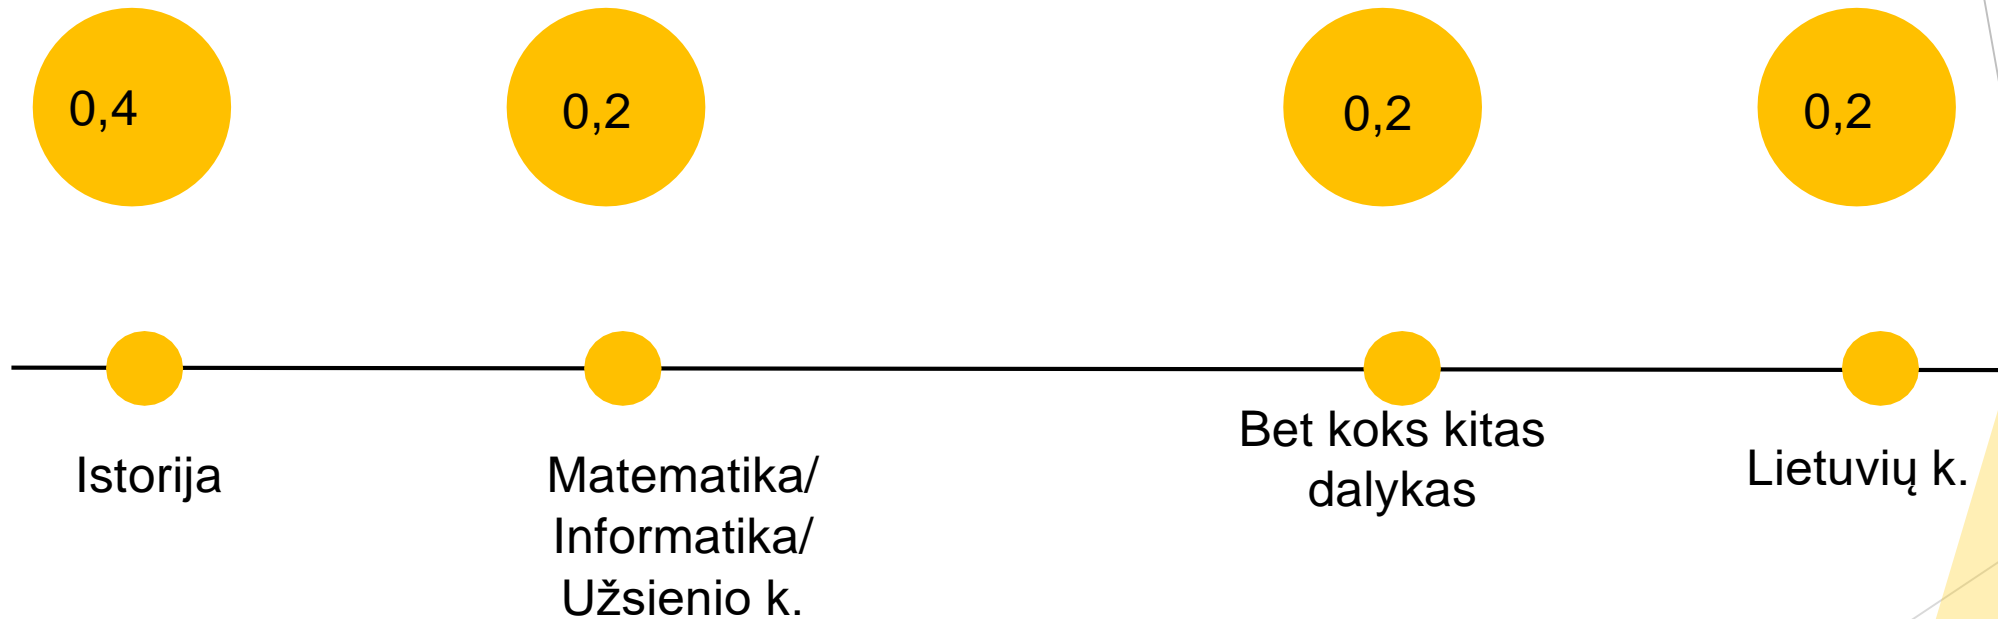 0,4
0,2
0,2
0,2
Istorija
Matematika/
Informatika/
Užsienio k.
Bet koks kitas
dalykas
Lietuvių k.